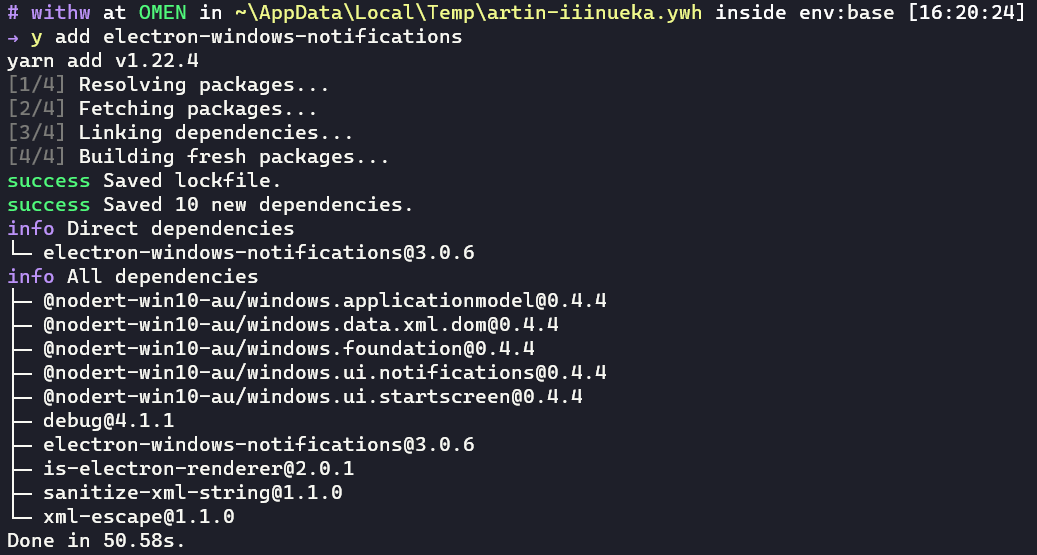 # withw at OMEN in ~\AppData\Local\Temp\artin-iiinueka.ywh inside env:base [16:20:24]
→ y add electron-windows-notifications
yarn add v1.22.4
[1/4] Resolving packages...
[2/4] Fetching packages...
[3/4] Linking dependencies...
[4/4] Building fresh packages...
success Saved lockfile.
success Saved 10 new dependencies.
info Direct dependencies
└─ electron-windows-notifications@3.0.6
info All dependencies
├─ @nodert-win10-au/windows.applicationmodel@0.4.4
├─ @nodert-win10-au/windows.data.xml.dom@0.4.4
├─ @nodert-win10-au/windows.foundation@0.4.4
├─ @nodert-win10-au/windows.ui.notifications@0.4.4
├─ @nodert-win10-au/windows.ui.startscreen@0.4.4
├─ debug@4.1.1
├─ electron-windows-notifications@3.0.6
├─ is-electron-renderer@2.0.1
├─ sanitize-xml-string@1.1.0
└─ xml-escape@1.1.0
Done in 50.58s.